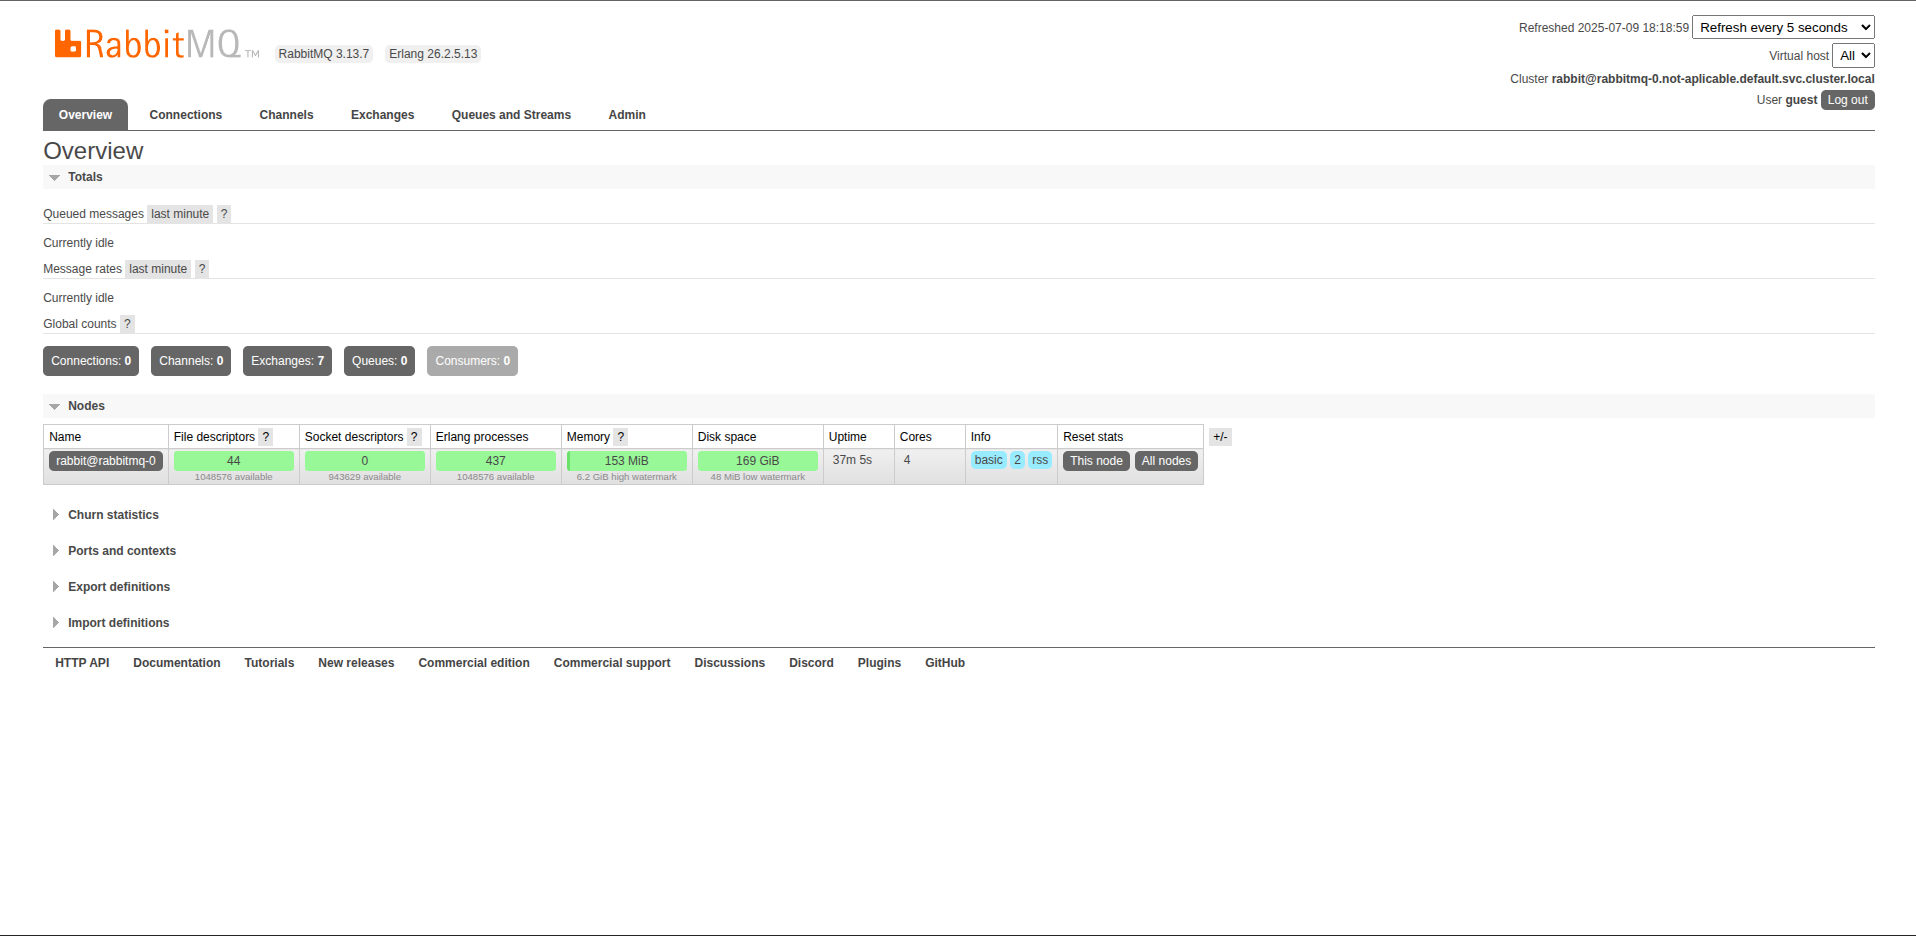 RabbitMQ TM RabbitMQ 3.13.7 Erlang 26.2.5.13
Refreshed 2025-07-09 18:18:59 Refresh every 5 seconds
Virtual host All
Cluster rabbit@rabbitmq-0.not-aplicable.default.svc.cluster.local
User guest Log out
Overview Connections Channels Exchanges Queues and Streams Admin
Overview
Totals
Queued messages last minute ?
Currently idle
Message rates last minute ?
Currently idle
Global counts ?
Connections: 0 Channels: 0 Exchanges: 7 Queues: 0 Consumers: 0
Nodes
Name File descriptors ? Socket descriptors ? Erlang processes Memory ? Disk space Uptime Cores Info Reset stats +/-
rabbit@rabbitmq-0 44 0 437 153 MiB 169 GiB 37m 5s 4 basic 2 rss This node All nodes
1048576 available 943629 available 1048576 available 6.2 GiB high watermark 48 MiB low watermark
Churn statistics
Ports and contexts
Export definitions
Import definitions
HTTP API Documentation Tutorials New releases Commercial edition Commercial support Discussions Discord Plugins GitHub